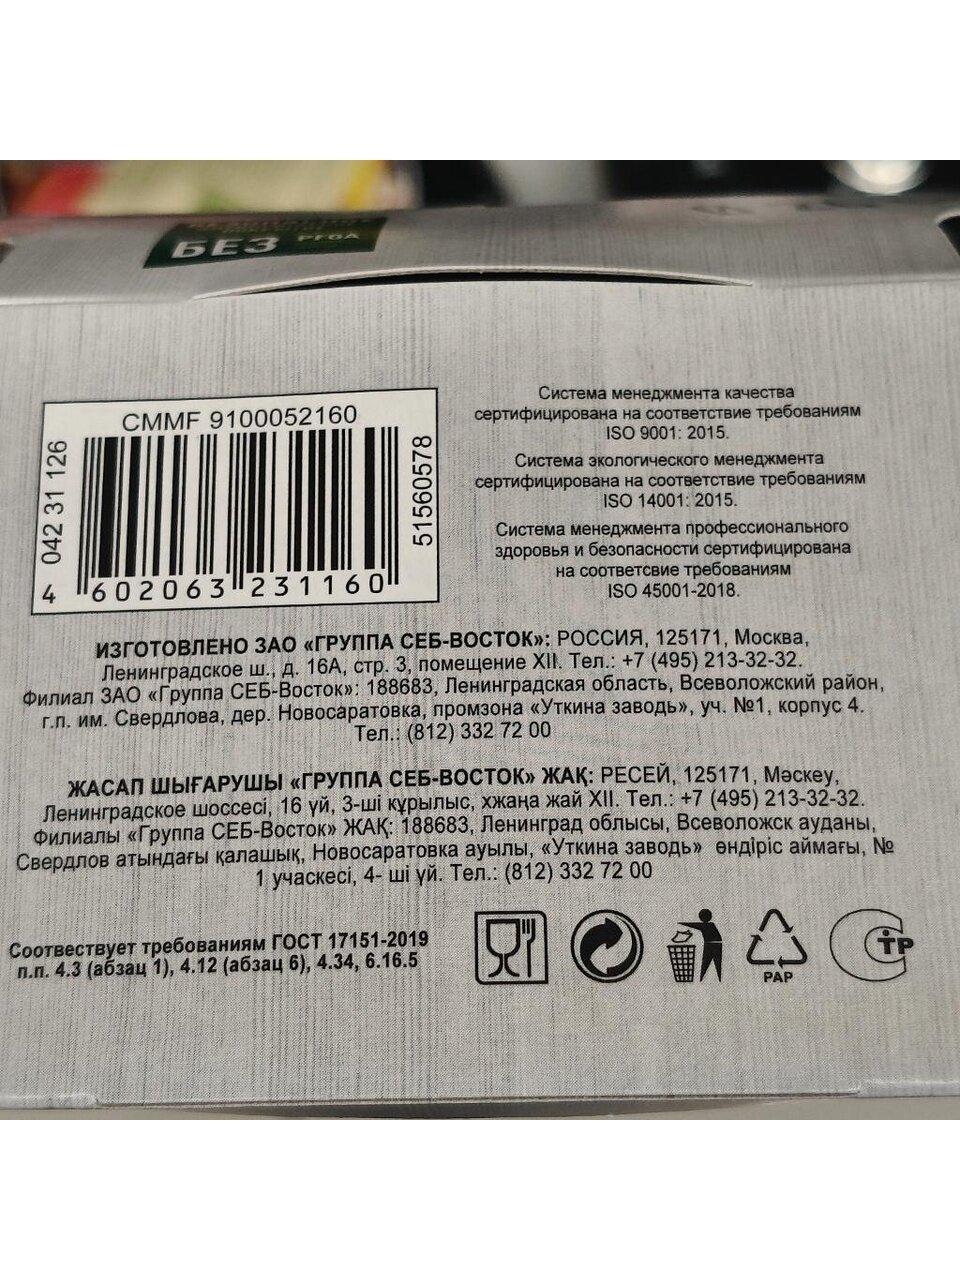 БЕЗ PFOA
CMMF 9100052160
042 31 126
51560578
4 602063 231160
Система менеджмента качества
сертифицирована на соответствие требованиям
ISO 9001: 2015.
Система экологического менеджмента
сертифицирована на соответствие требованиям
ISO 14001: 2015.
Система менеджмента профессионального
здоровья и безопасности сертифицирована
на соответсвие требованиям
ISO 45001-2018.
ИЗГОТОВЛЕНО ЗАО «ГРУППА СЕБ-ВОСТОК»: РОССИЯ, 125171, Москва,
Ленинградское ш., д. 16А, стр. 3, помещение XII. Тел.: +7 (495) 213-32-32.
Филиал ЗАО «Группа СЕБ-Восток»: 188683, Ленинградская область, Всеволожский район,
г.п. им. Свердлова, дер. Новосаратовка, промзона «Уткина заводь», уч. №1, корпус 4.
Тел.: (812) 332 72 00
ЖАСАП ШЫҒАРУШЫ «ГРУППА СЕБ-ВОСТОК» ЖАҚ: РЕСЕЙ, 125171, Мәскеу,
Ленинградское шоссесі, 16 үй, 3-ші құрылыс, хжаңа жай XII. Тел.: +7 (495) 213-32-32.
Филиалы «Группа СЕБ-Восток» ЖАҚ: 188683, Ленинград облысы, Всеволожск ауданы,
Свердлов атындағы қалашық, Новосаратовка ауылы, «Уткина заводь» өндіріс аймағы, №
1 учаскесі, 4- ші үй. Тел.: (812) 332 72 00
Соотвествует требованиям ГОСТ 17151-2019
п.п. 4.3 (абзац 1), 4.12 (абзац 6), 4.34, 6.16.5
PAP
СТР